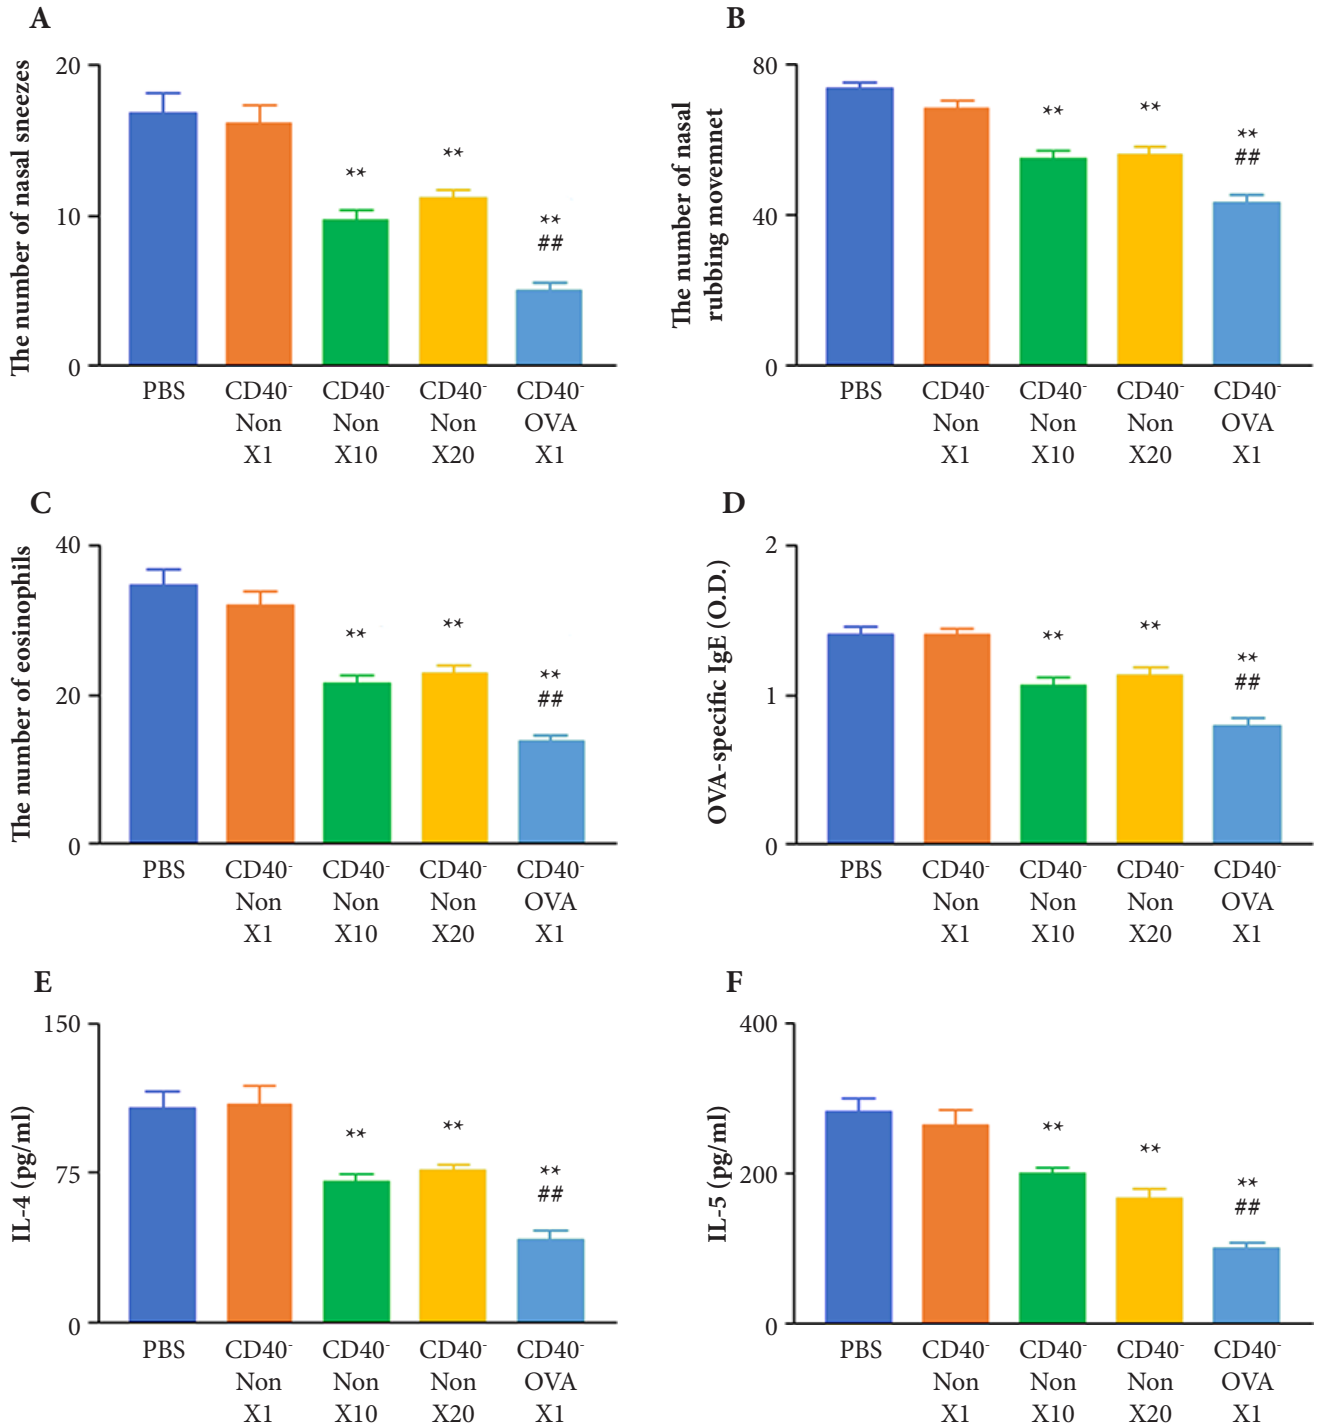 A
The number of nasal sneezes
20
10
0
**
**
**
##
PBS
CD40-
Non
X1
CD40-
Non
X10
CD40-
Non
X20
CD40-
OVA
X1
B
The number of nasal
rubbing movemnet
80
40
0
**
**
**
##
PBS
CD40-
Non
X1
CD40-
Non
X10
CD40-
Non
X20
CD40-
OVA
X1
C
The number of eosinophils
40
20
0
**
**
**
##
PBS
CD40-
Non
X1
CD40-
Non
X10
CD40-
Non
X20
CD40-
OVA
X1
D
OVA-specific IgE (O.D.)
2
1
0
**
**
**
##
PBS
CD40-
Non
X1
CD40-
Non
X10
CD40-
Non
X20
CD40-
OVA
X1
E
IL-4 (pg/ml)
150
75
0
**
**
**
##
PBS
CD40-
Non
X1
CD40-
Non
X10
CD40-
Non
X20
CD40-
OVA
X1
F
IL-5 (pg/ml)
400
200
0
**
**
**
##
PBS
CD40-
Non
X1
CD40-
Non
X10
CD40-
Non
X20
CD40-
OVA
X1